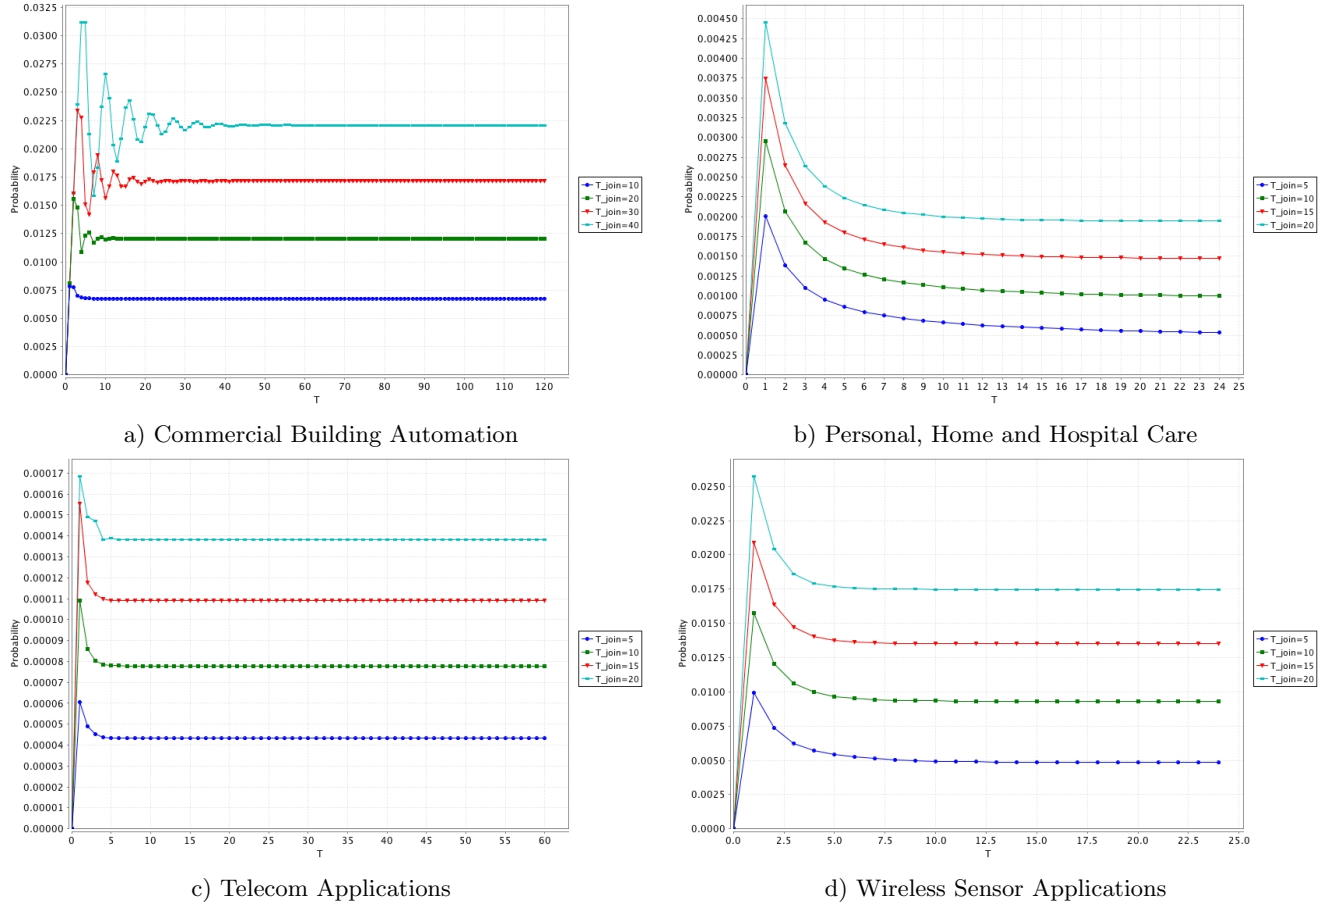 0.0325
0.0300
0.0275
0.0250
0.0225
0.0200
0.0175
0.0150
0.0125
0.0100
0.0075
0.0050
0.0025
0.0000
Probability
0 10 20 30 40 50 60 70 80 90 100 110 120
T
T_join=10
T_join=20
T_join=30
T_join=40
a) Commercial Building Automation
0.00450
0.00425
0.00400
0.00375
0.00350
0.00325
0.00300
0.00275
0.00250
0.00225
0.00200
0.00175
0.00150
0.00125
0.00100
0.00075
0.00050
0.00025
0.00000
Probability
0 1 2 3 4 5 6 7 8 9 10 11 12 13 14 15 16 17 18 19 20 21 22 23 24 25
T
T_join=5
T_join=10
T_join=15
T_join=20
b) Personal, Home and Hospital Care
0.00017
0.00016
0.00015
0.00014
0.00013
0.00012
0.00011
0.00010
0.00009
0.00008
0.00007
0.00006
0.00005
0.00004
0.00003
0.00002
0.00001
0.00000
Probability
0 5 10 15 20 25 30 35 40 45 50 55 60
T
T_join=5
T_join=10
T_join=15
T_join=20
c) Telecom Applications
0.0250
0.0225
0.0200
0.0175
0.0150
0.0125
0.0100
0.0075
0.0050
0.0025
0.0000
Probability
0.0 2.5 5.0 7.5 10.0 12.5 15.0 17.5 20.0 22.5 25.0
T
T_join=5
T_join=10
T_join=15
T_join=20
d) Wireless Sensor Applications